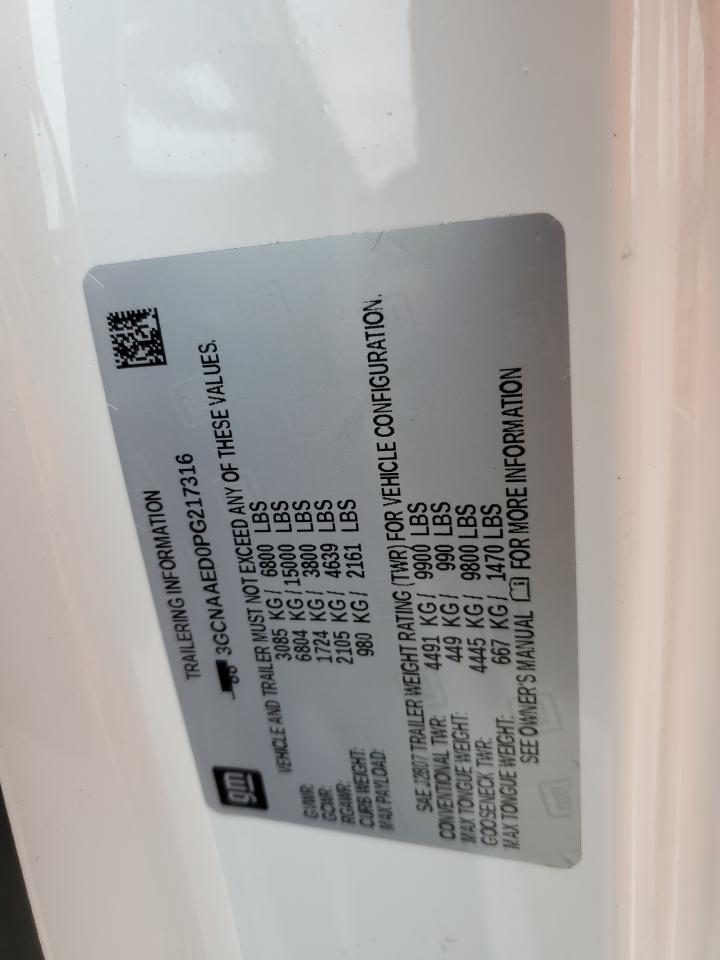 gm
TRAILERING INFORMATION
3GCNAAED0PG217316
VEHICLE AND TRAILER MUST NOT EXCEED ANY OF THESE VALUES.
GVWR: 3085 KG / 6800 LBS
GCWR: 6804 KG / 15000 LBS
RGAWR: 1724 KG / 3800 LBS
CURB WEIGHT: 2105 KG / 4639 LBS
MAX PAYLOAD: 980 KG / 2161 LBS
SAE J2807 TRAILER WEIGHT RATING (TWR) FOR VEHICLE CONFIGURATION.
CONVENTIONAL TWR: 4491 KG / 9900 LBS
MAX TONGUE WEIGHT: 449 KG / 990 LBS
GOOSENECK TWR: 4445 KG / 9800 LBS
MAX TONGUE WEIGHT: 667 KG / 1470 LBS
SEE OWNER'S MANUAL FOR MORE INFORMATION